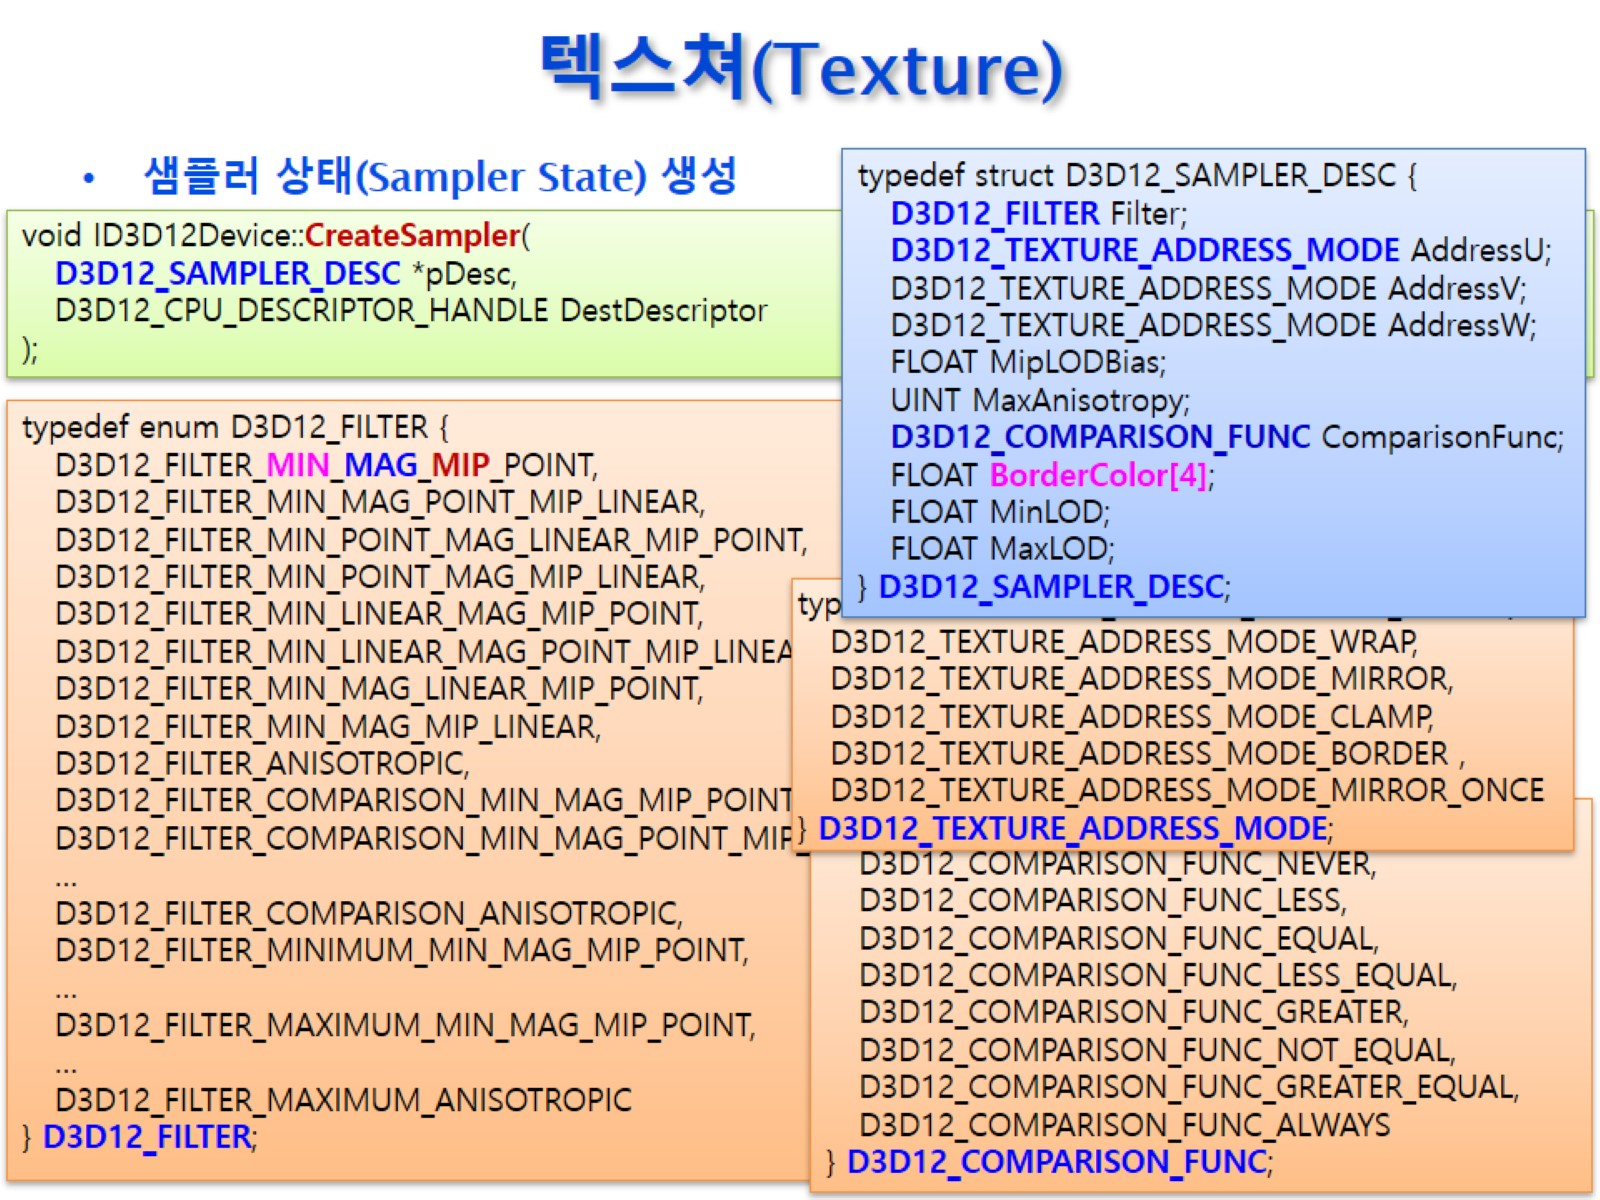 텍스쳐(Texture)
• 샘플러 상태(Sampler State) 생성
void ID3D12Device::CreateSampler(
D3D12_SAMPLER_DESC *pDesc,
D3D12_CPU_DESCRIPTOR_HANDLE DestDescriptor
);
typedef struct D3D12_SAMPLER_DESC {
D3D12_FILTER Filter;
D3D12_TEXTURE_ADDRESS_MODE AddressU;
D3D12_TEXTURE_ADDRESS_MODE AddressV;
D3D12_TEXTURE_ADDRESS_MODE AddressW;
FLOAT MipLODBias;
UINT MaxAnisotropy;
D3D12_COMPARISON_FUNC ComparisonFunc;
FLOAT BorderColor[4];
FLOAT MinLOD;
FLOAT MaxLOD;
} D3D12_SAMPLER_DESC;
typedef enum D3D12_FILTER {
D3D12_FILTER_MIN_MAG_MIP_POINT,
D3D12_FILTER_MIN_MAG_POINT_MIP_LINEAR,
D3D12_FILTER_MIN_POINT_MAG_LINEAR_MIP_POINT,
D3D12_FILTER_MIN_POINT_MAG_MIP_LINEAR,
D3D12_FILTER_MIN_LINEAR_MAG_MIP_POINT,
D3D12_FILTER_MIN_LINEAR_MAG_POINT_MIP_LINEA
D3D12_FILTER_MIN_MAG_LINEAR_MIP_POINT,
D3D12_FILTER_MIN_MAG_MIP_LINEAR,
D3D12_FILTER_ANISOTROPIC,
D3D12_FILTER_COMPARISON_MIN_MAG_MIP_POINT
D3D12_FILTER_COMPARISON_MIN_MAG_POINT_MIP_
...
D3D12_FILTER_COMPARISON_ANISOTROPIC,
D3D12_FILTER_MINIMUM_MIN_MAG_MIP_POINT,
...
D3D12_FILTER_MAXIMUM_MIN_MAG_MIP_POINT,
...
D3D12_FILTER_MAXIMUM_ANISOTROPIC
} D3D12_FILTER;
typ
D3D12_TEXTURE_ADDRESS_MODE_WRAP,
D3D12_TEXTURE_ADDRESS_MODE_MIRROR,
D3D12_TEXTURE_ADDRESS_MODE_CLAMP,
D3D12_TEXTURE_ADDRESS_MODE_BORDER ,
D3D12_TEXTURE_ADDRESS_MODE_MIRROR_ONCE
} D3D12_TEXTURE_ADDRESS_MODE;
D3D12_COMPARISON_FUNC_NEVER,
D3D12_COMPARISON_FUNC_LESS,
D3D12_COMPARISON_FUNC_EQUAL,
D3D12_COMPARISON_FUNC_LESS_EQUAL,
D3D12_COMPARISON_FUNC_GREATER,
D3D12_COMPARISON_FUNC_NOT_EQUAL,
D3D12_COMPARISON_FUNC_GREATER_EQUAL,
D3D12_COMPARISON_FUNC_ALWAYS
} D3D12_COMPARISON_FUNC;